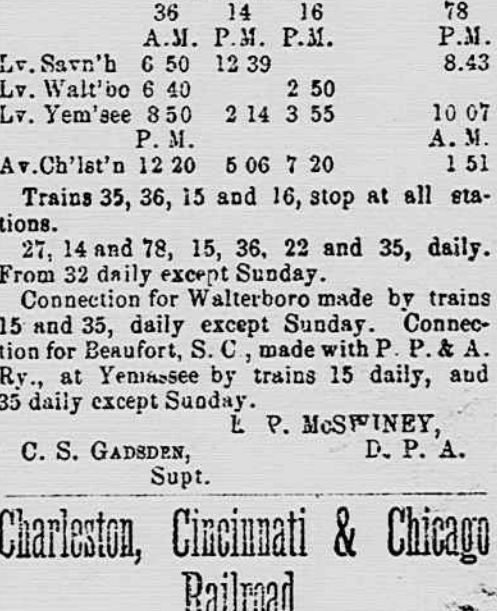 36 14 16 78
A.M. P.M. P.M. P.M.
Lv. Savn'h 6 50 12 39 8.43
Lv. Walt'bo 6 40 2 50
Lv. Yem'see 8 50 2 14 3 55 10 07
P. M. A. M.
Av. Ch'lst'n 12 20 5 06 7 20 1 51
Trains 35, 36, 15 and 16, stop at all sta-
tions.
27, 14 and 78, 15, 36, 22 and 35, daily.
From 32 daily except Sunday.
Connection for Walterboro made by trains
15 and 35, daily except Sunday. Connec-
tion for Beaufort, S. C., made with P. P. & A.
Ry., at Yemassee by trains 15 daily, and
35 daily except Sunday.
P. McSWINEY,
C. S. GADSDEN, D. P. A.
Supt.
Charleston, Cincinnati & Chicago
Railroad